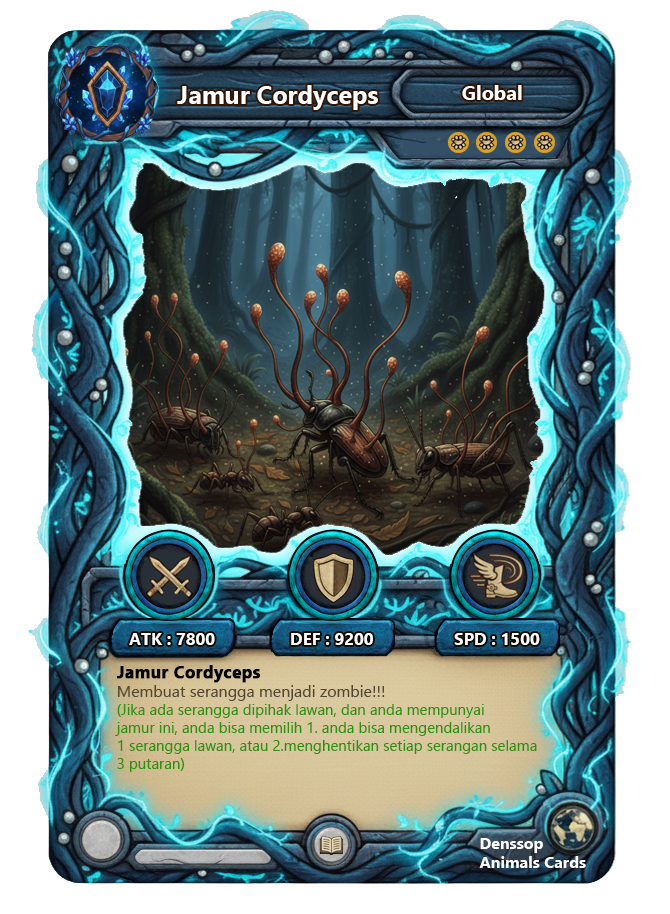 Jamur Cordyceps
Global
ATK : 7800
DEF : 9200
SPD : 1500
Jamur Cordyceps
Membuat serangga menjadi zombie!!!
(Jika ada serangga dipihak lawan, dan anda mempunyai
jamur ini, anda bisa memilih 1. anda bisa mengendalikan
1 serangga lawan, atau 2.menghentikan setiap serangan selama
3 putaran)
Denssop
Animals Cards